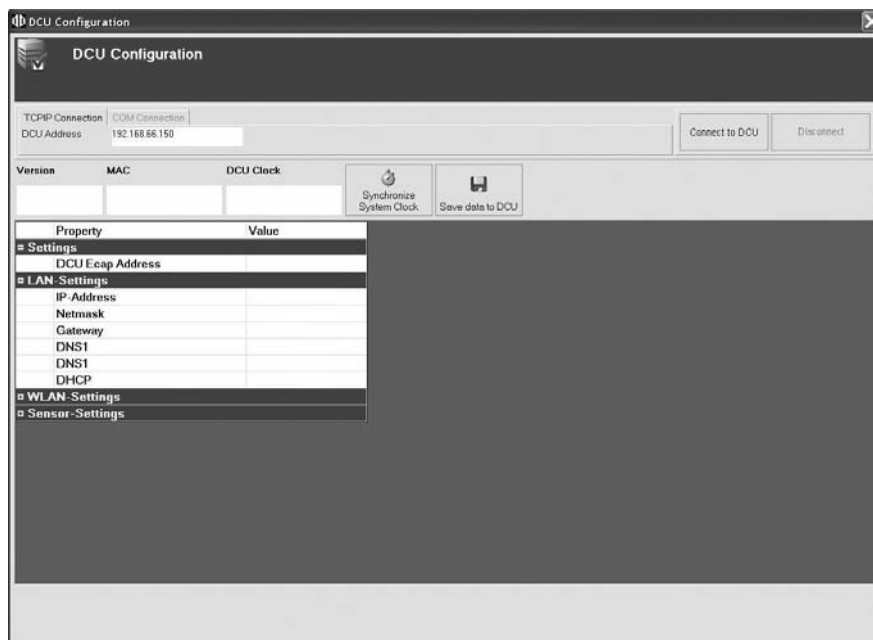 DCU Configuration
DCU Configuration
TCPIP Connection COM Connection
DCU Address 192.168.66.150 Connect to DCU Disconnect
Version MAC DCU Clock
Synchronize
System Clock Save data to DCU
Property Value
Settings
DCU Ecap Address
LAN-Settings
IP-Address
Netmask
Gateway
DNS1
DNS1
DHCP
WLAN-Settings
Sensor-Settings